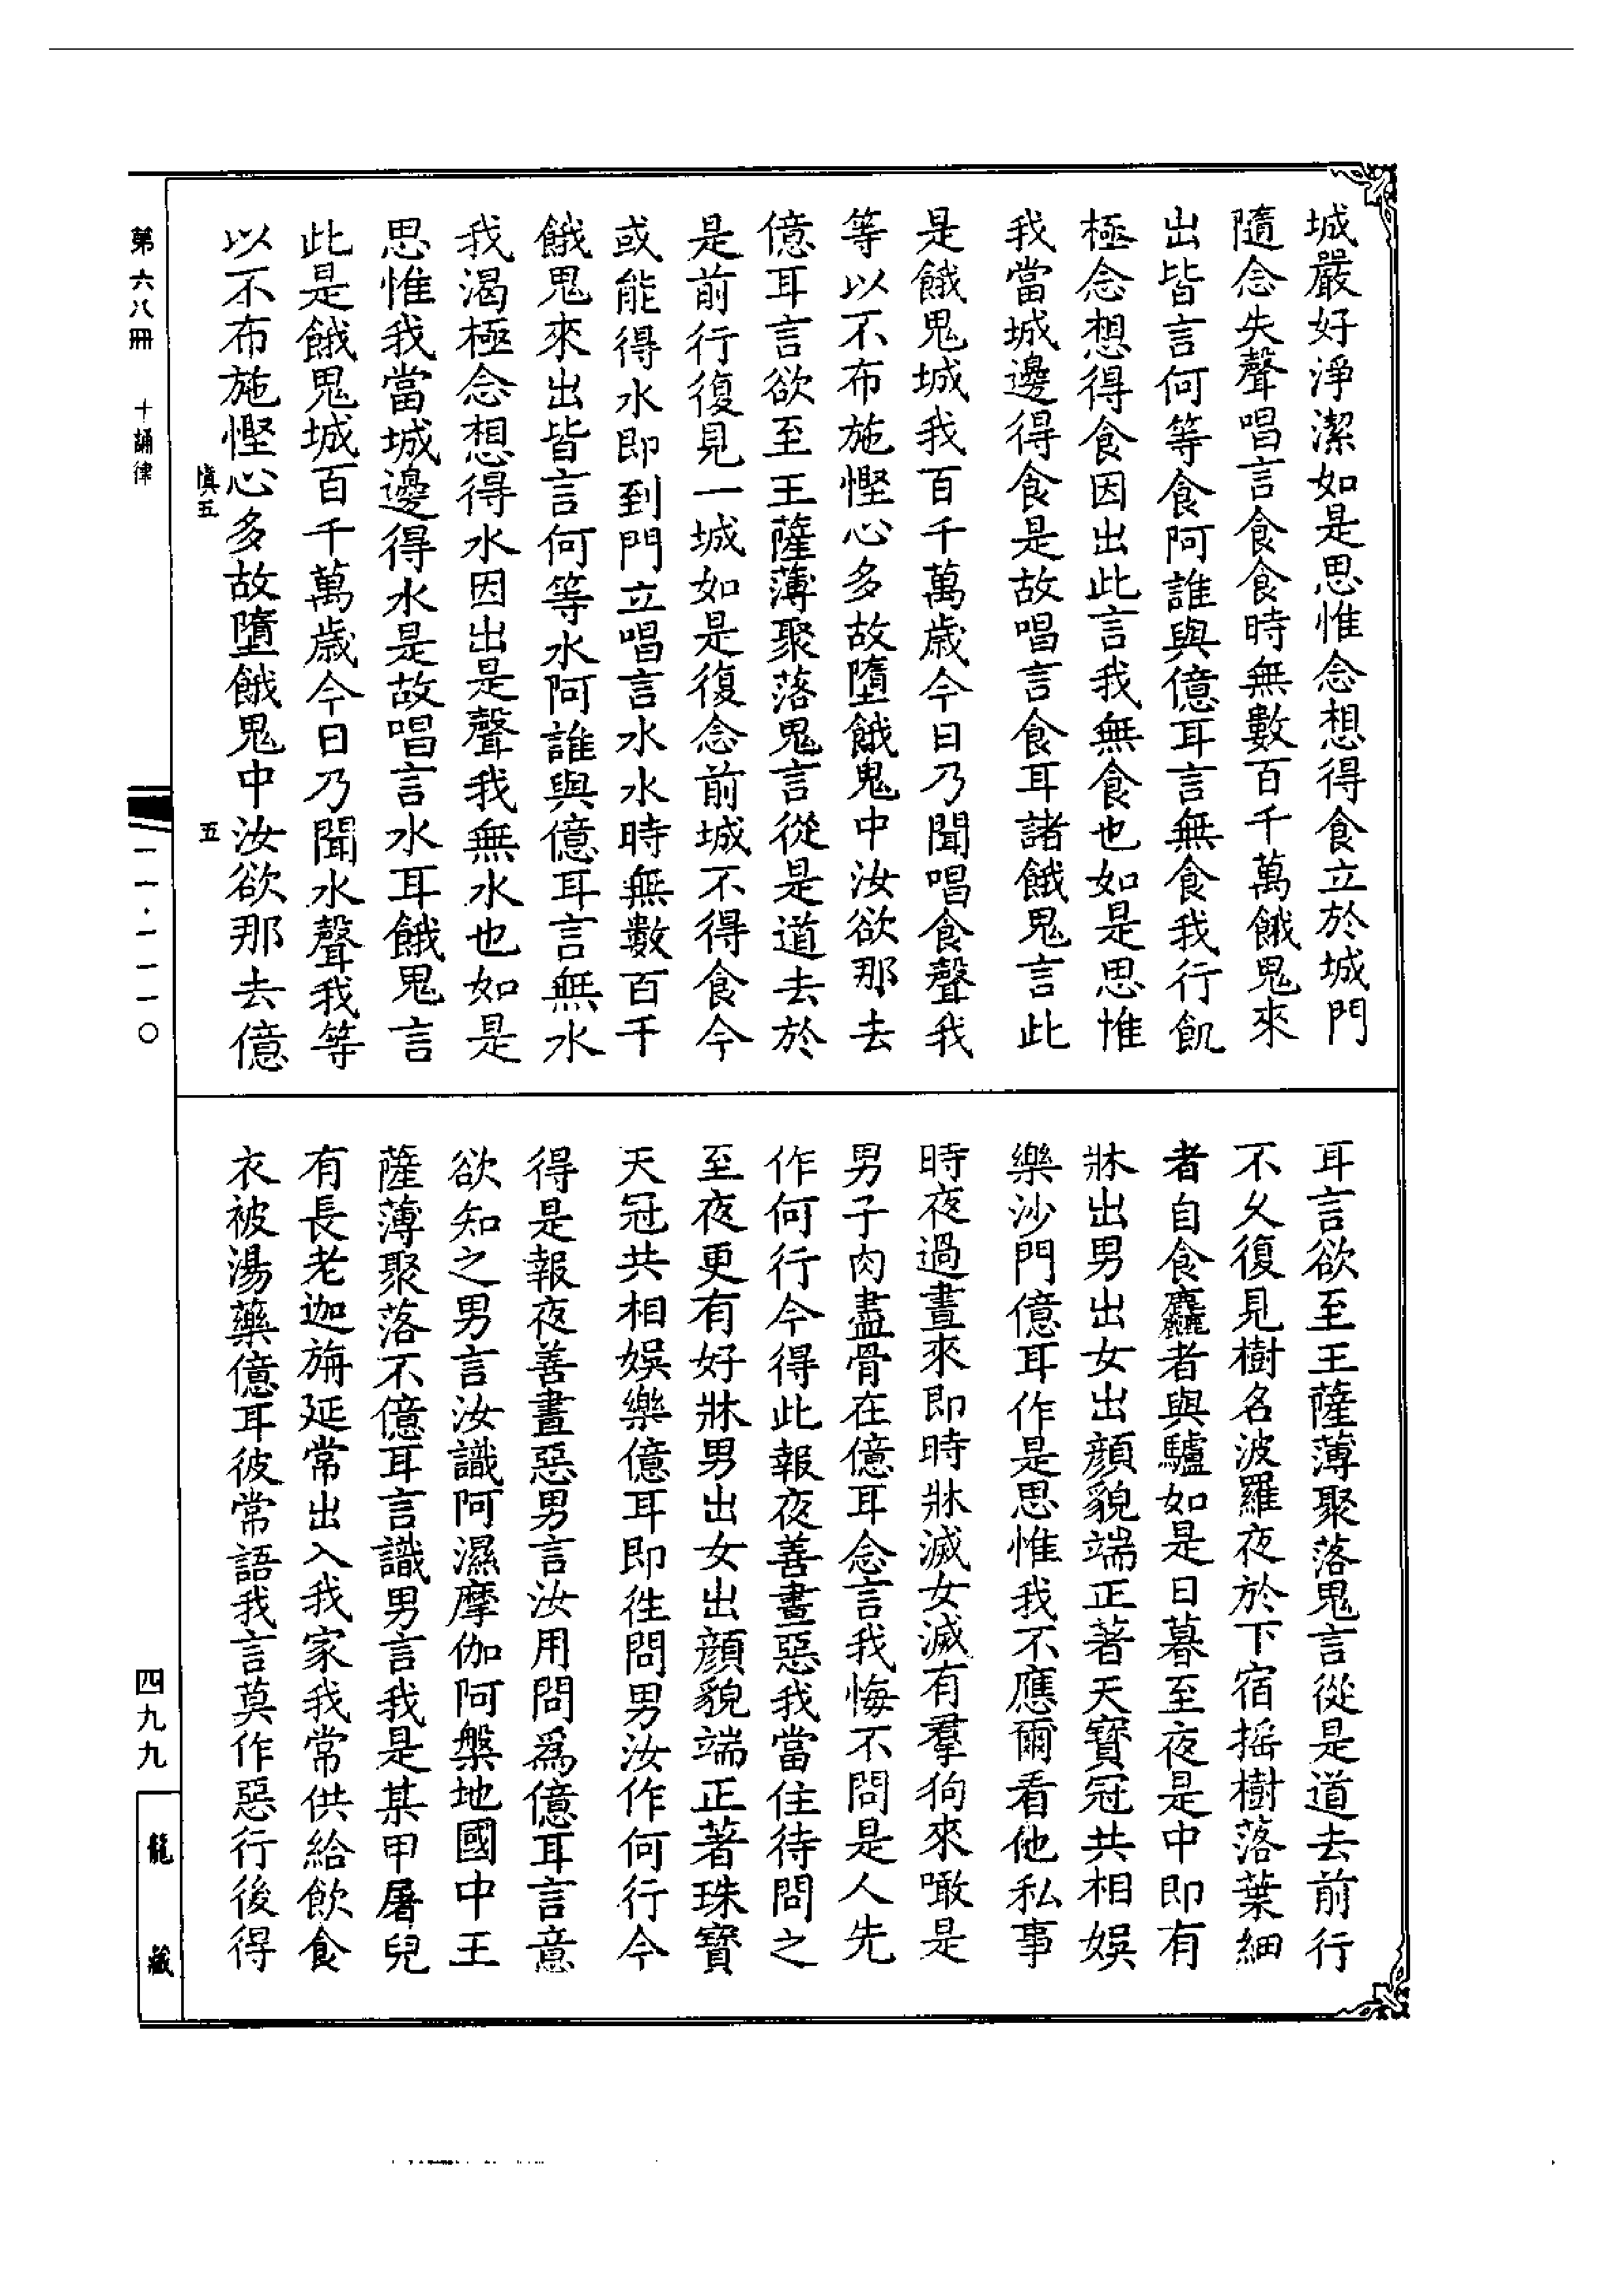 城嚴好淨潔如是思惟念想得食立於城門
隨念失聲唱言食食時無數百千萬餓鬼來
出皆言何等食阿誰與億耳言無食我行飢
極念想得食因出此言我無食也如是思惟
我當城邊得食是故唱言食耳諸餓鬼言此
是餓鬼城我百千萬歲今日乃聞唱食聲我
等以不布施慳心多故墮餓鬼中汝欲那去
億耳言欲至王薩薄聚落鬼言從是道去於
是前行復見一城如是復念前城不得食今
或能得水即到門立唱言水水時無數百千
餓鬼來出皆言何等水阿誰與億耳言無水
我渴極念想得水因出是聲我無水也如是
思惟我當城邊得水是故唱言水耳餓鬼言
此是餓鬼城百千萬歲今日乃聞水聲我等
以不布施慳心多故墮餓鬼中汝欲那去億
慎五
五
耳言欲至王薩薄聚落鬼言從是道去前行
不久復見樹名波羅夜於下宿搖樹落葉細
者自食麤者與驢如是日暮至夜是中即有
牀出男出女出顏貌端正著天寶冠共相娛
樂沙門億耳作是思惟我不應爾看他私事
時夜過晝來即時牀滅女滅有羣狗來噉是
男子肉盡骨在億耳念言我悔不問是人先
作何行今得此報夜善晝惡我當住待問之
至夜更有好牀男出女出顏貌端正著珠寶
天冠共相娛樂億耳即往問男汝作何行今
得是報夜善晝惡男言汝用問爲億耳言意
欲知之男言汝識阿濕摩伽阿槃地國中王
薩薄聚落不億耳言識男言我是某甲屠兒
有長老迦旃延常出入我家我常供給飲食
衣被湯藥億耳彼常語我言莫作惡行後得
第六八冊 十誦律
一一·一一一〇
四九九
龍藏